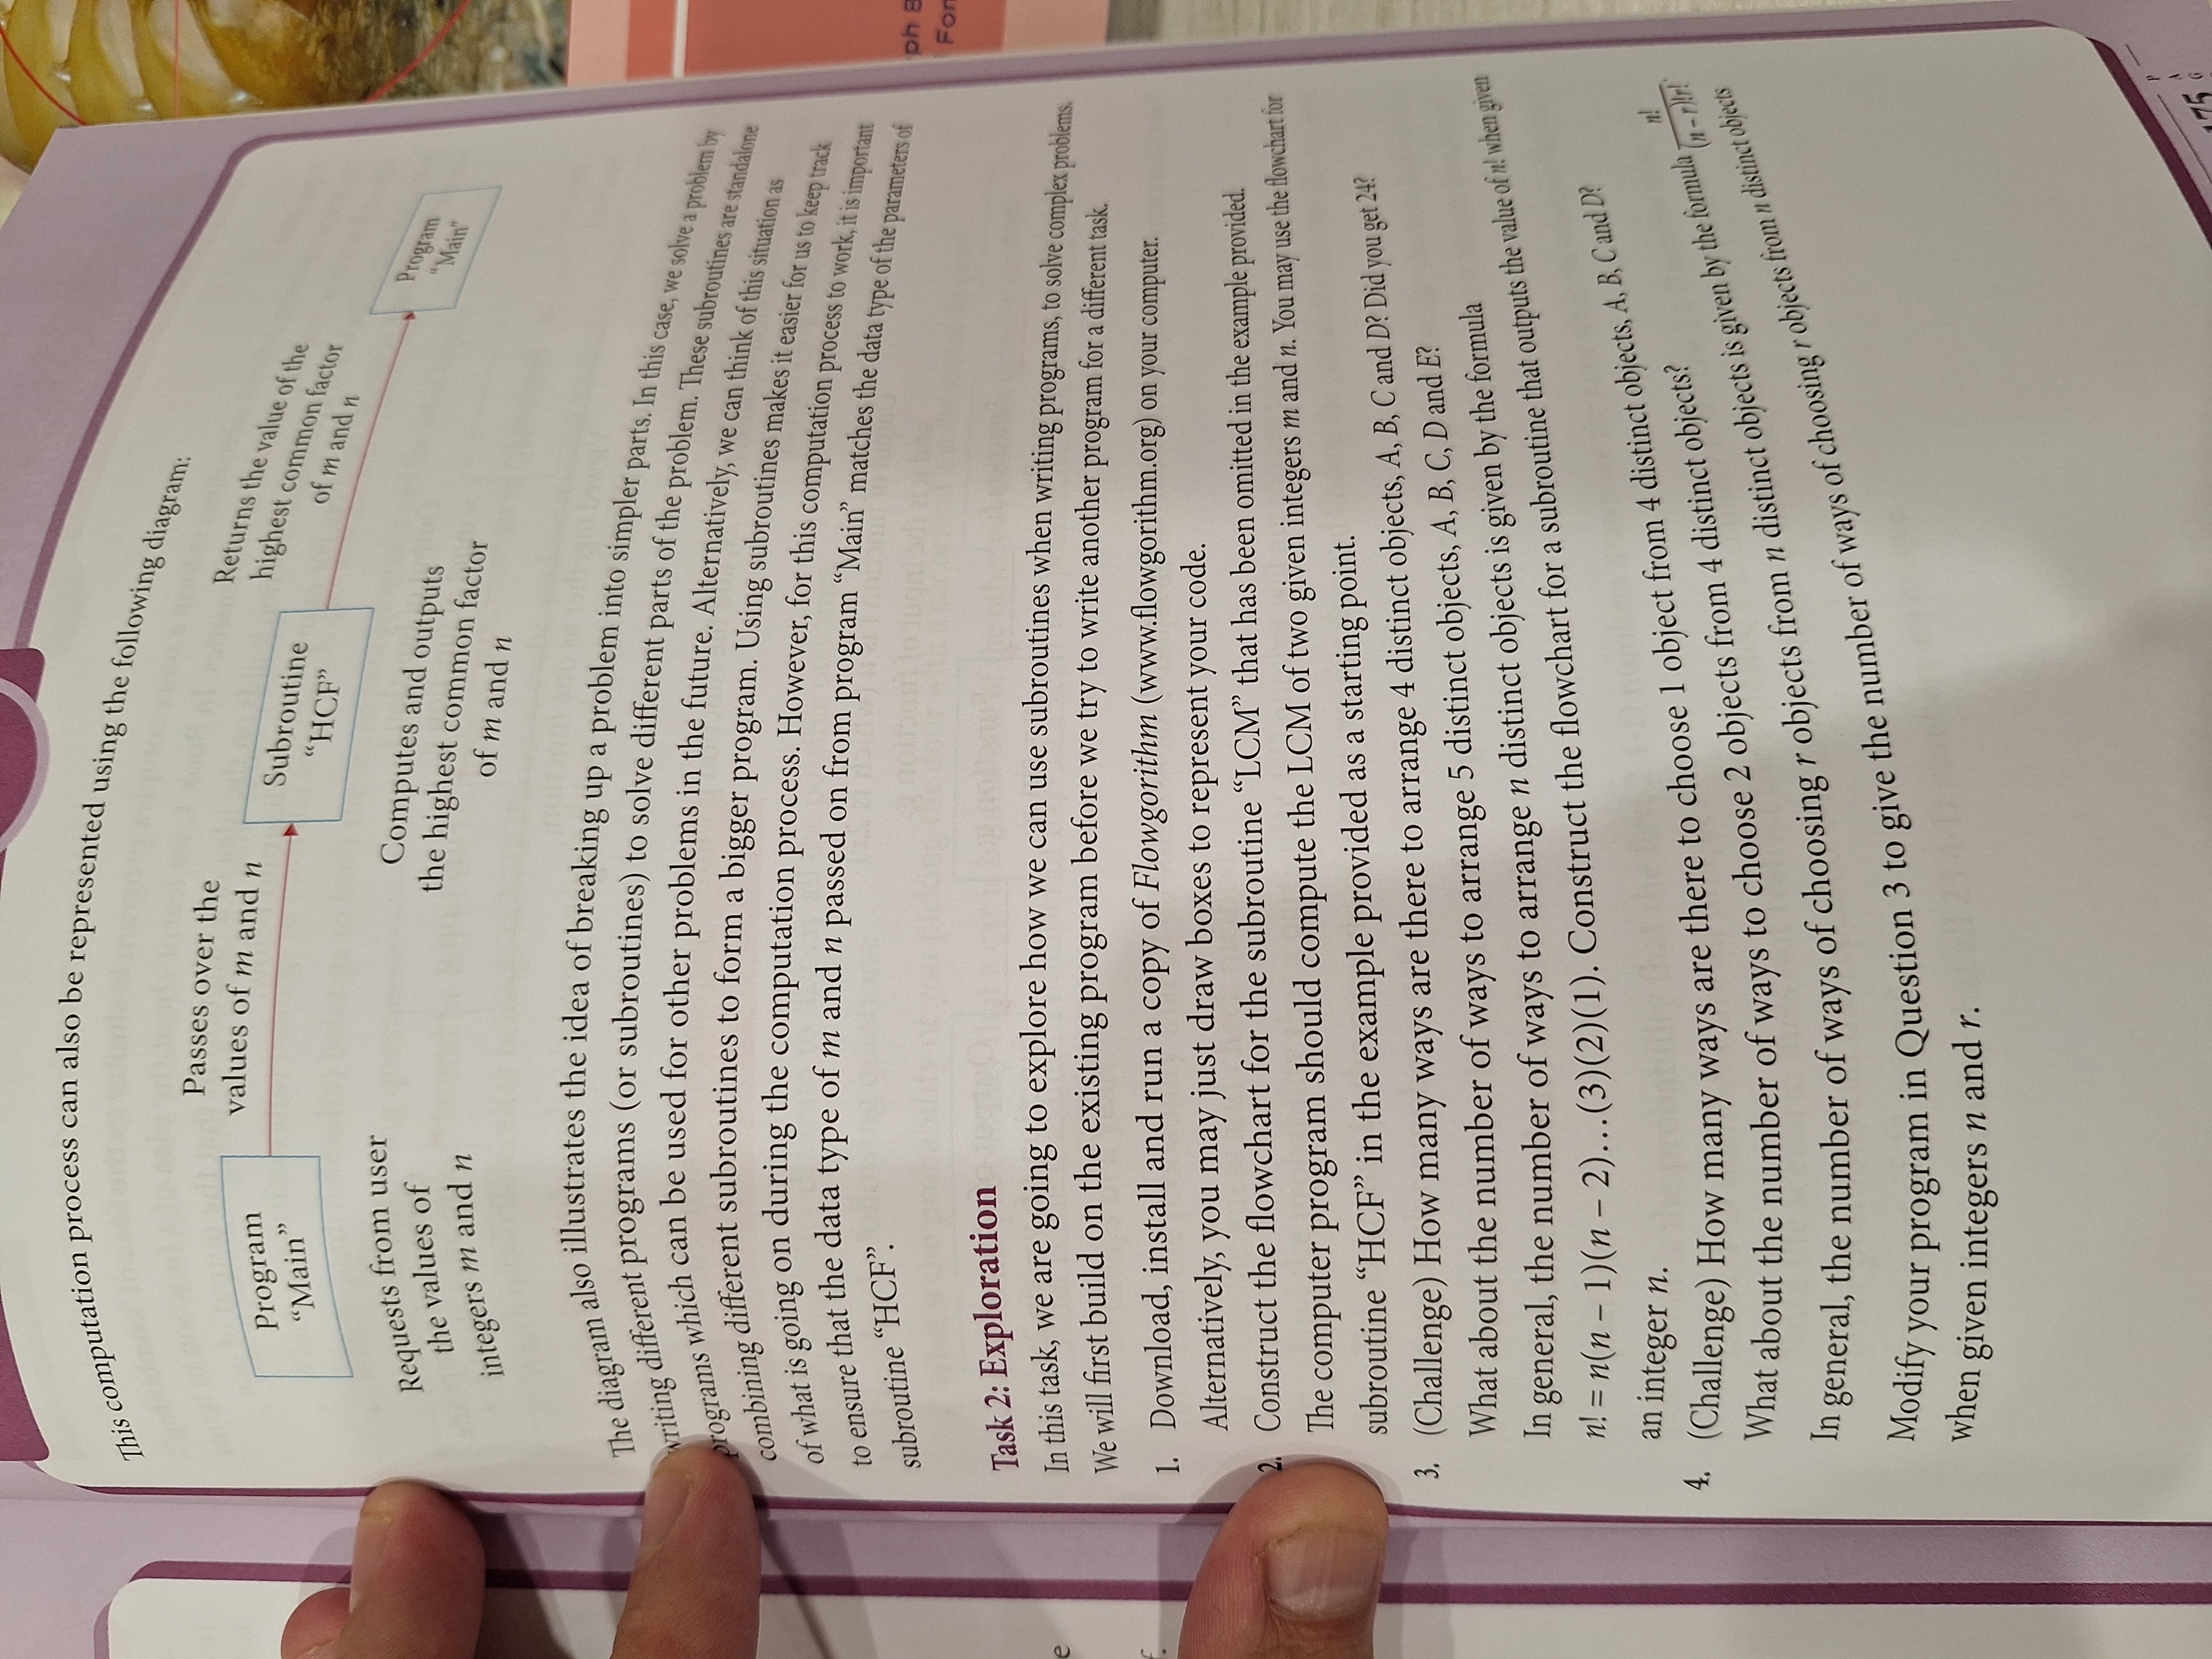 This computation process can also be represented using the following diagram:
Program
"Main"
Passes over the
values of m and n
Subroutine
"HCF"
Returns the value of the
highest common factor
of m and n
Program
"Main"
Requests from user
the values of
integers m and n
Computes and outputs
the highest common factor
of m and n
The diagram also illustrates the idea of breaking up a problem into simpler parts. In this case, we solve a problem by
writing different programs (or subroutines) to solve different parts of the problem. These subroutines are standalone
programs which can be used for other problems in the future. Alternatively, we can think of this situation as
combining different subroutines to form a bigger program. Using subroutines makes it easier for us to keep track
of what is going on during the computation process. However, for this computation process to work, it is important
to ensure that the data type of m and n passed on from program "Main" matches the data type of the parameters of
subroutine "HCF".
Task 2: Exploration
In this task, we are going to explore how we can use subroutines when writing programs, to solve complex problems.
We will first build on the existing program before we try to write another program for a different task.
1. Download, install and run a copy of Flowgorithm (www.flowgorithm.org) on your computer.
Alternatively, you may just draw boxes to represent your code.
2. Construct the flowchart for the subroutine "LCM" that has been omitted in the example provided.
The computer program should compute the LCM of two given integers m and n. You may use the flowchart for
subroutine "HCF" in the example provided as a starting point.
3. (Challenge) How many ways are there to arrange 4 distinct objects, A, B, C and D? Did you get 24?
What about the number of ways to arrange 5 distinct objects, A, B, C, D and E?
In general, the number of ways to arrange n distinct objects is given by the formula
n! = n(n – 1)(n – 2)…(3)(2)(1). Construct the flowchart for a subroutine that outputs the value of n! when given
an integer n.
4. (Challenge) How many ways are there to choose 1 object from 4 distinct objects, A, B, C and D?
What about the number of ways to choose 2 objects from 4 distinct objects?
In general, the number of ways of choosing r objects from n distinct objects is given by the formula n!/(n – r)!r!.
Modify your program in Question 3 to give the number of ways of choosing r objects from n distinct objects
when given integers n and r.